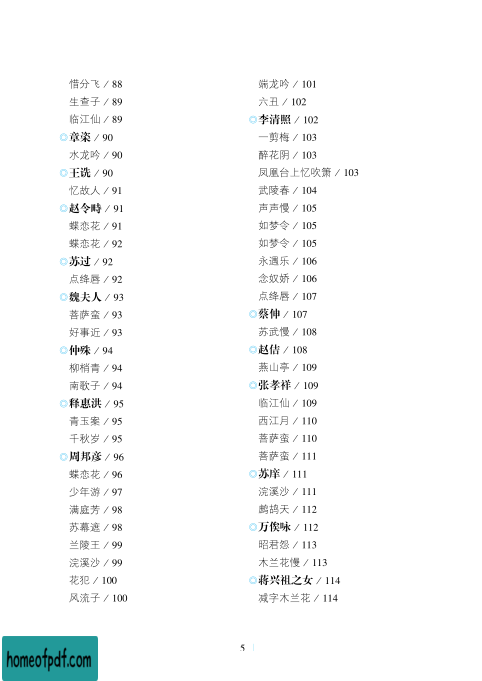 惜分飞 / 88
生查子 / 89
临江仙 / 89
◎章楶 / 90
水龙吟 / 90
◎王诜 / 90
忆故人 / 91
◎赵令畤 / 91
蝶恋花 / 91
蝶恋花 / 92
◎苏过 / 92
点绛唇 / 92
◎魏夫人 / 93
菩萨蛮 / 93
好事近 / 93
◎仲殊 / 94
柳梢青 / 94
南歌子 / 94
◎释惠洪 / 95
青玉案 / 95
千秋岁 / 95
◎周邦彦 / 96
蝶恋花 / 96
少年游 / 97
满庭芳 / 98
苏幕遮 / 98
兰陵王 / 99
浣溪沙 / 99
花犯 / 100
风流子 / 100
端龙吟 / 101
六丑 / 102
◎李清照 / 102
一剪梅 / 103
醉花阴 / 103
凤凰台上忆吹箫 / 103
武陵春 / 104
声声慢 / 105
如梦令 / 105
如梦令 / 105
永遇乐 / 106
念奴娇 / 106
点绛唇 / 107
◎蔡伸 / 107
苏武慢 / 108
◎赵佶 / 108
燕山亭 / 109
◎张孝祥 / 109
临江仙 / 109
西江月 / 110
菩萨蛮 / 110
菩萨蛮 / 111
◎苏庠 / 111
浣溪沙 / 111
鹧鸪天 / 112
◎万俟咏 / 112
昭君怨 / 113
木兰花慢 / 113
◎蒋兴祖之女 / 114
减字木兰花 / 114
5
homeofpdf.com